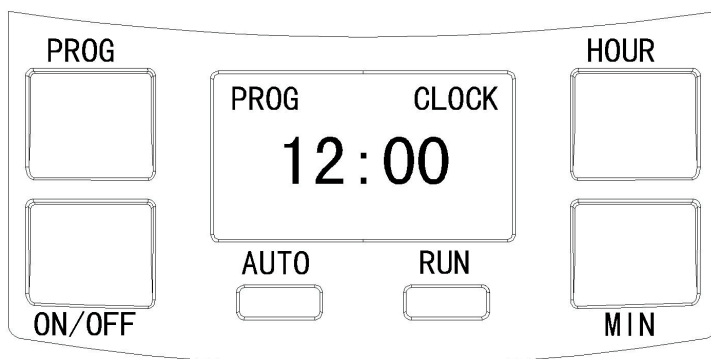 PROG
HOUR
PROG CLOCK
12:00
AUTO
RUN
ON/OFF
MIN